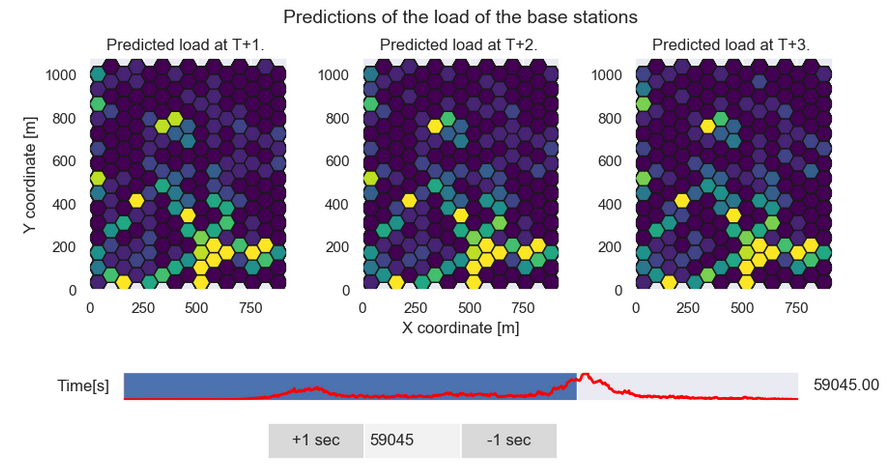 Predictions of the load of the base stations
Predicted load at T+1.
Predicted load at T+2.
Predicted load at T+3.
Y coordinate [m]
1000
800
600
400
200
0
1000
800
600
400
200
0
1000
800
600
400
200
0
0 250 500 750
0 250 500 750
0 250 500 750
X coordinate [m]
Time[s]
59045.00
+1 sec
59045
-1 sec